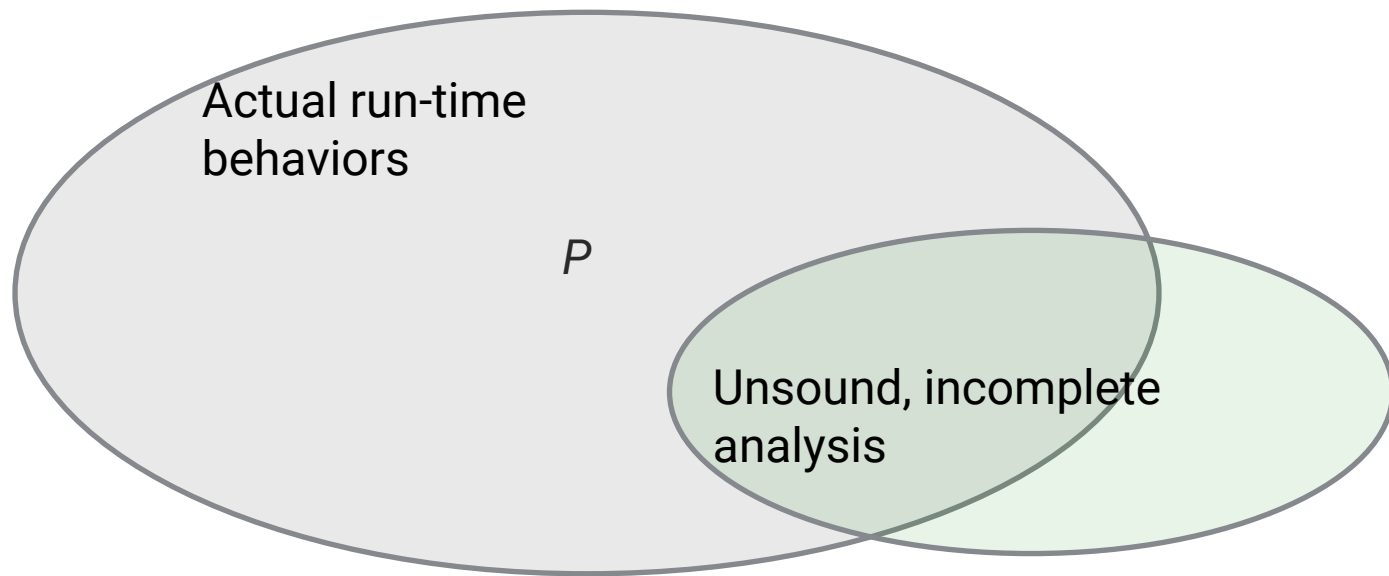 Actual run-time
behaviors
P
Unsound, incomplete
analysis